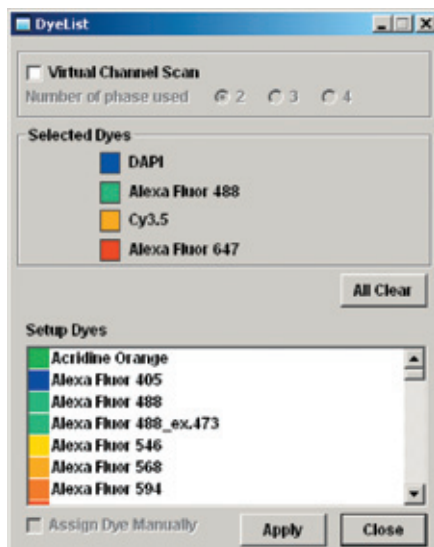 DyeList
Virtual Channel Scan
Number of phase used 2 3 4
Selected Dyes
DAPI
Alexa Fluor 488
Cy3.5
Alexa Fluor 647
All Clear
Setup Dyes
Acridine Orange
Alexa Fluor 405
Alexa Fluor 488
Alexa Fluor 488_ex.473
Alexa Fluor 546
Alexa Fluor 568
Alexa Fluor 594
Assign Dye Manually Apply Close